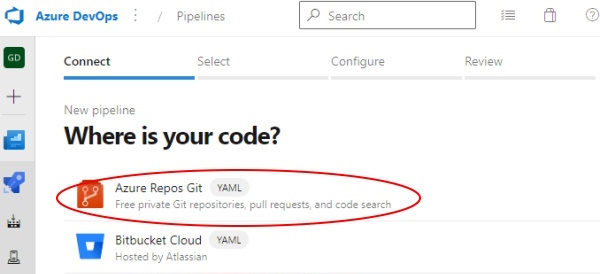 Azure DevOps / Pipelines Search
GD
Connect Select Configure Review
New pipeline
Where is your code?
Azure Repos Git YAML
Free private Git repositories, pull requests, and code search
Bitbucket Cloud YAML
Hosted by Atlassian